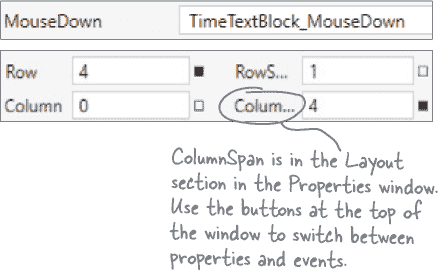 MouseDown TimeTextBlock_MouseDown
Row 4 RowS... 1
Column 0 Colum... 4
ColumnSpan is in the Layout
section in the Properties window.
Use the buttons at the top of
the window to switch between
properties and events.